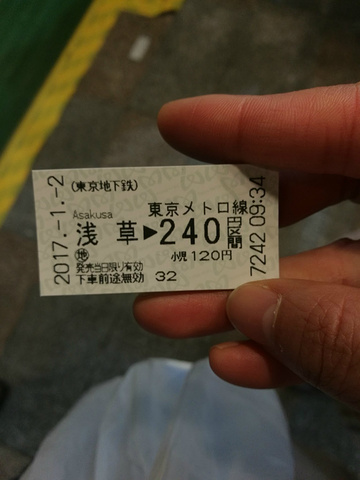 2017.-1.-2
(東京地下鉄)
東京メトロ線
Asakusa
浅草▶240円区間
地
小児120円
発売当日限り有効
下車前途無効 32
7242 09:34